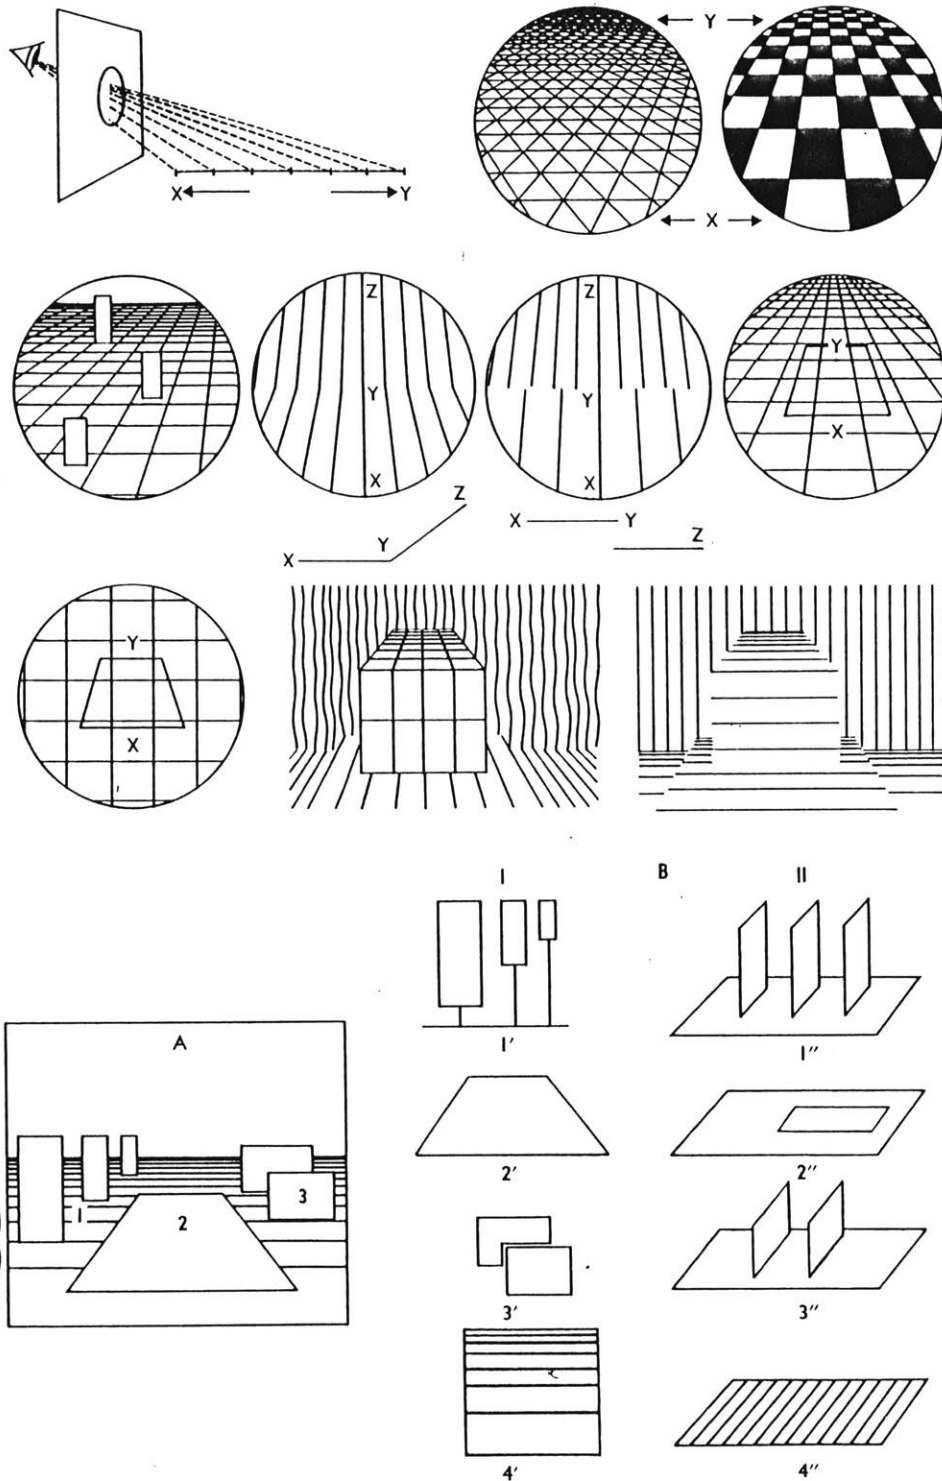 Y
X Y
X
Z Z
Y Y Y
X X X
Z
X Y Z
X Y
Y
X
I B II
A
I′ I″
2′ 2″
1 2 3
3′ 3″
4′ 4″